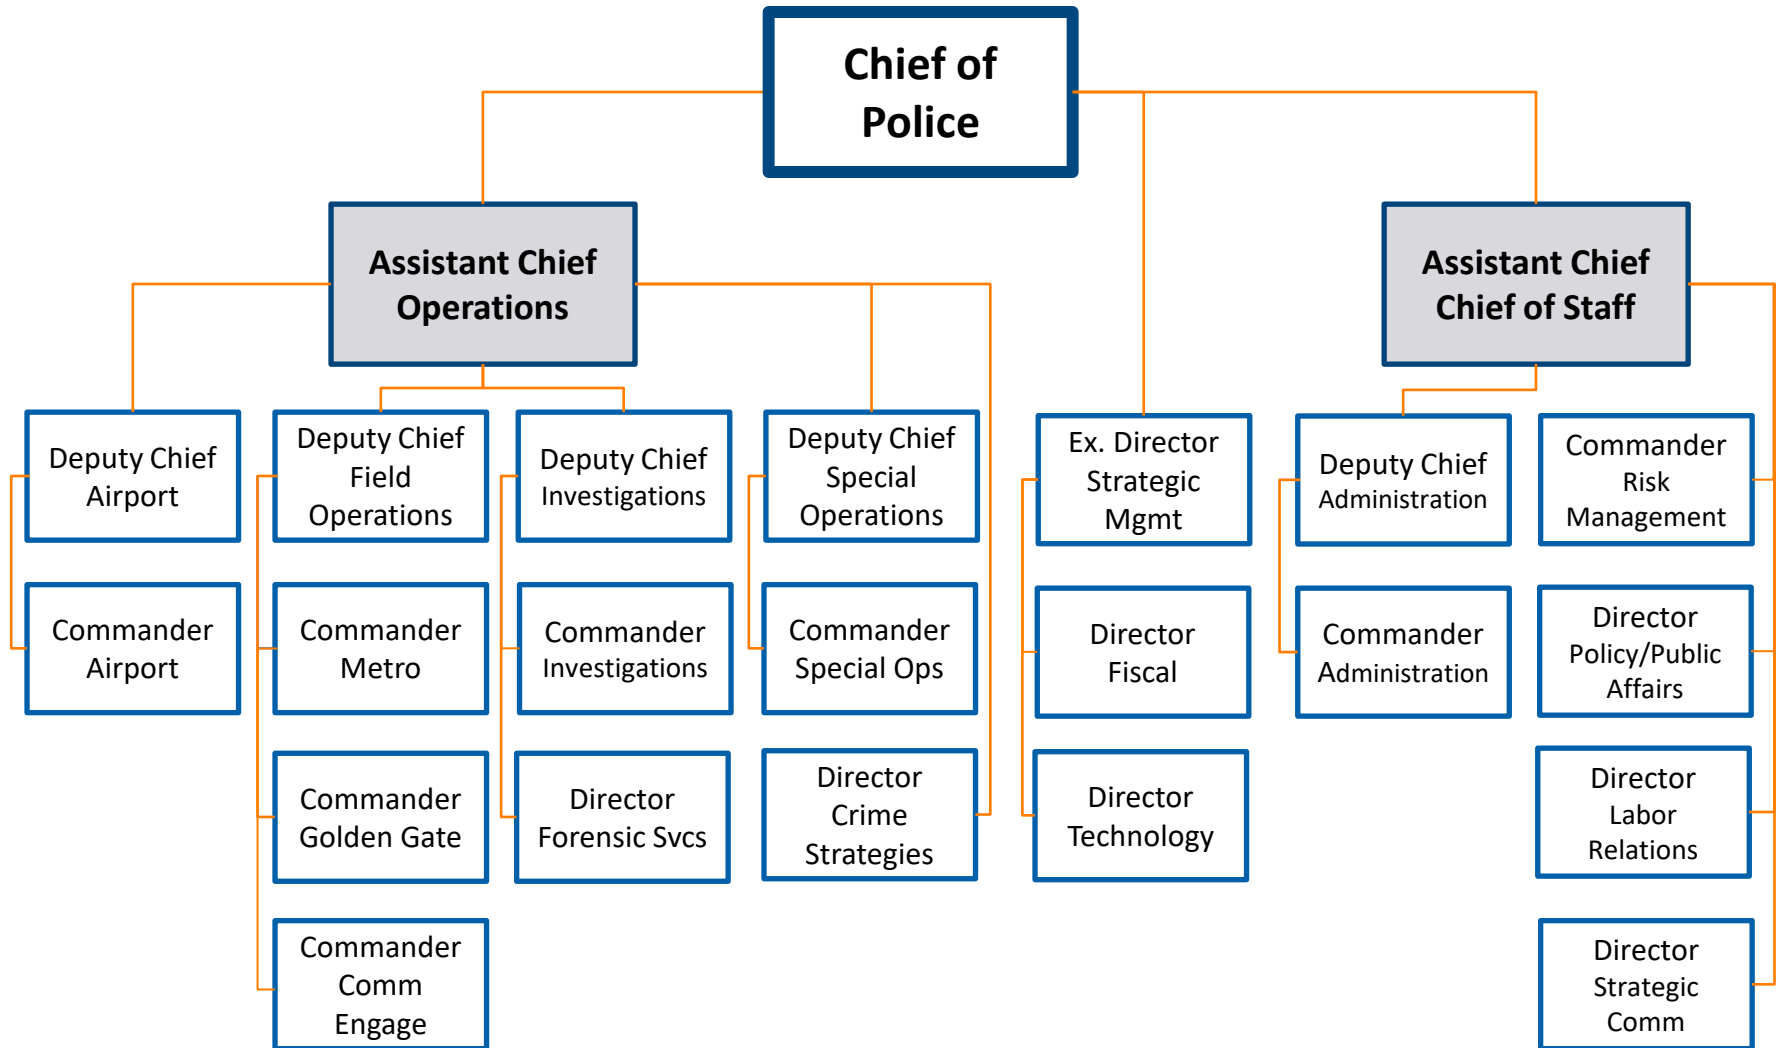 Chief of
Police
Assistant Chief
Operations
Assistant Chief
Chief of Staff
Deputy Chief
Airport
Deputy Chief
Field
Operations
Deputy Chief
Investigations
Deputy Chief
Special
Operations
Ex. Director
Strategic
Mgmt
Deputy Chief
Administration
Commander
Risk
Management
Commander
Airport
Commander
Metro
Commander
Investigations
Commander
Special Ops
Director
Fiscal
Commander
Administration
Director
Policy/Public
Affairs
Commander
Golden Gate
Director
Forensic Svcs
Director
Crime
Strategies
Director
Technology
Director
Labor
Relations
Commander
Comm
Engage
Director
Strategic
Comm